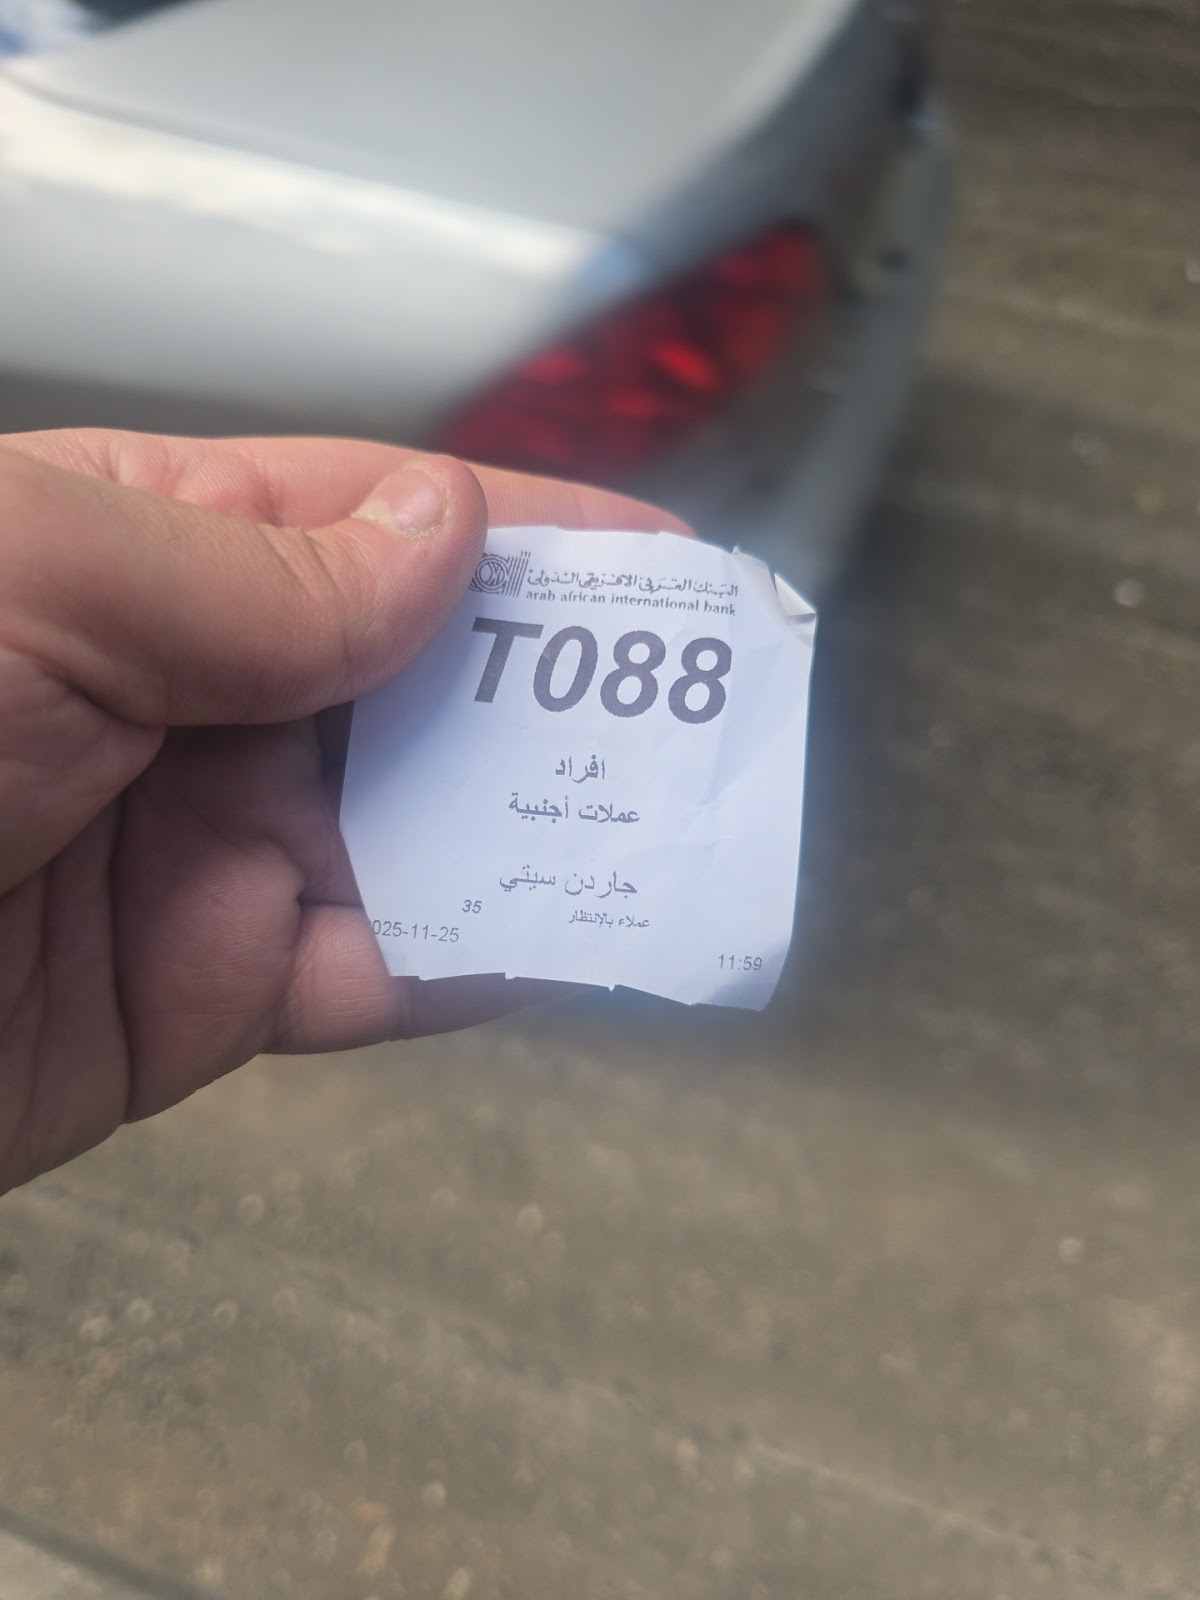 البنك العربي الافريقي الدولي
arab african international bank
T088
افراد
عملات أجنبية
جاردن سيتي
عملاء بالإنتظار 35
025-11-25 11:59